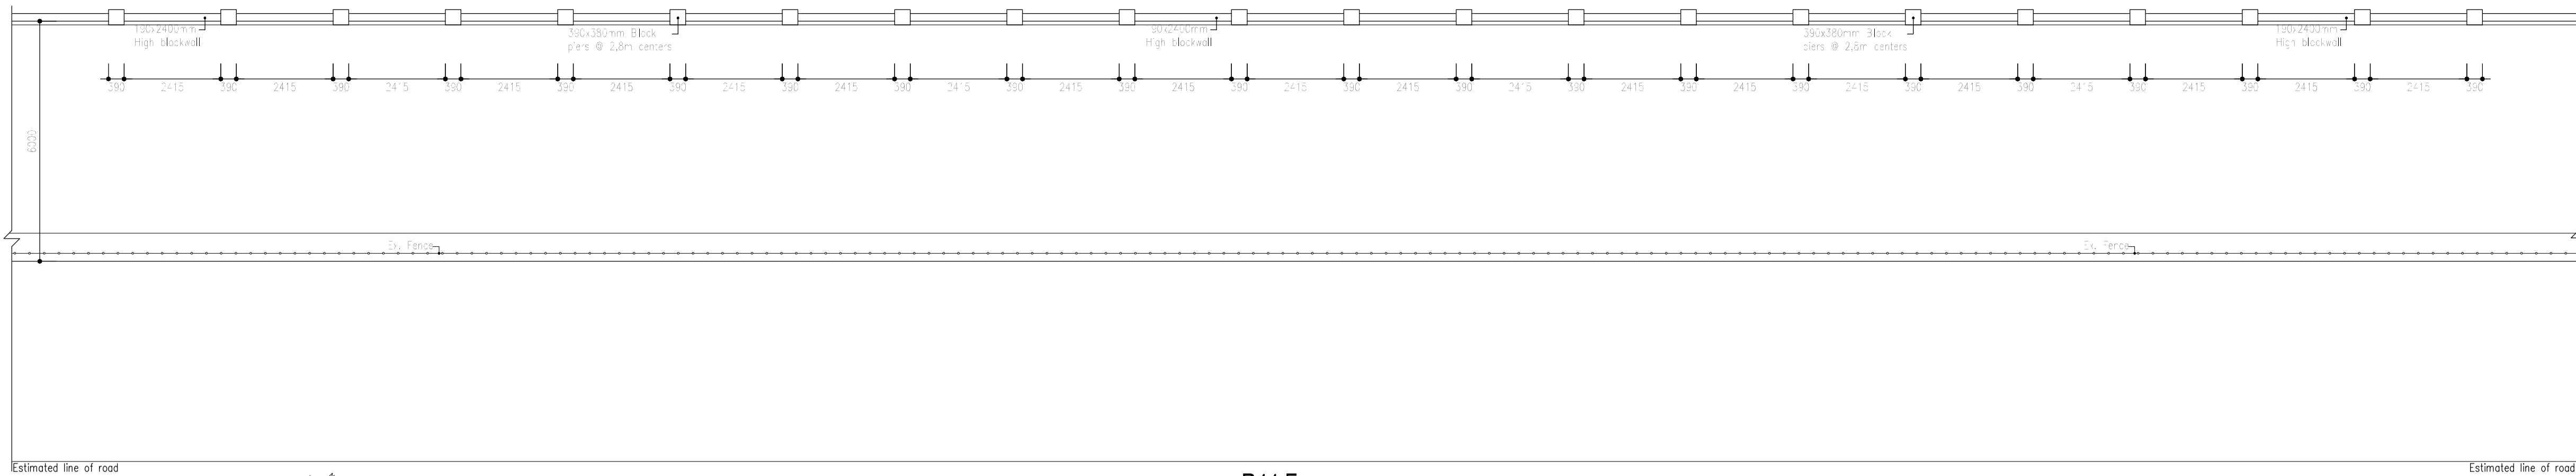 190x2400mm
High blockwall
390x380mm Block
piers @ 2,8m centers
90x2400mm
High blockwall
390x380mm Block
piers @ 2,8m centers
190x2400mm
High blockwall
390 2415 390 2415 390 2415 390 2415 390 2415 390 2415 390 2415 390 2415 390 2415 390 2415 390 2415 390 2415 390 2415 390 2415 390 2415 390 2415 390 2415 390 2415 390 2415 390 2415 390 2415 390
6000
Ex. Fence
Ex. Fence
Estimated line of road
Estimated line of road